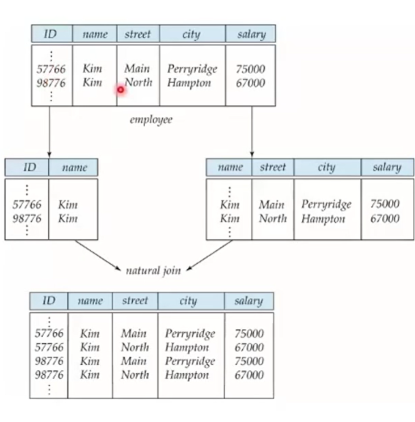 ID name street city salary
57766 Kim Main Perryridge 75000
98776 Kim North Hampton 67000
employee
ID name
57766 Kim
98776 Kim
name street city salary
Kim Main Perryridge 75000
Kim North Hampton 67000
natural join
ID name street city salary
57766 Kim Main Perryridge 75000
57766 Kim North Hampton 67000
98776 Kim Main Perryridge 75000
98776 Kim North Hampton 67000